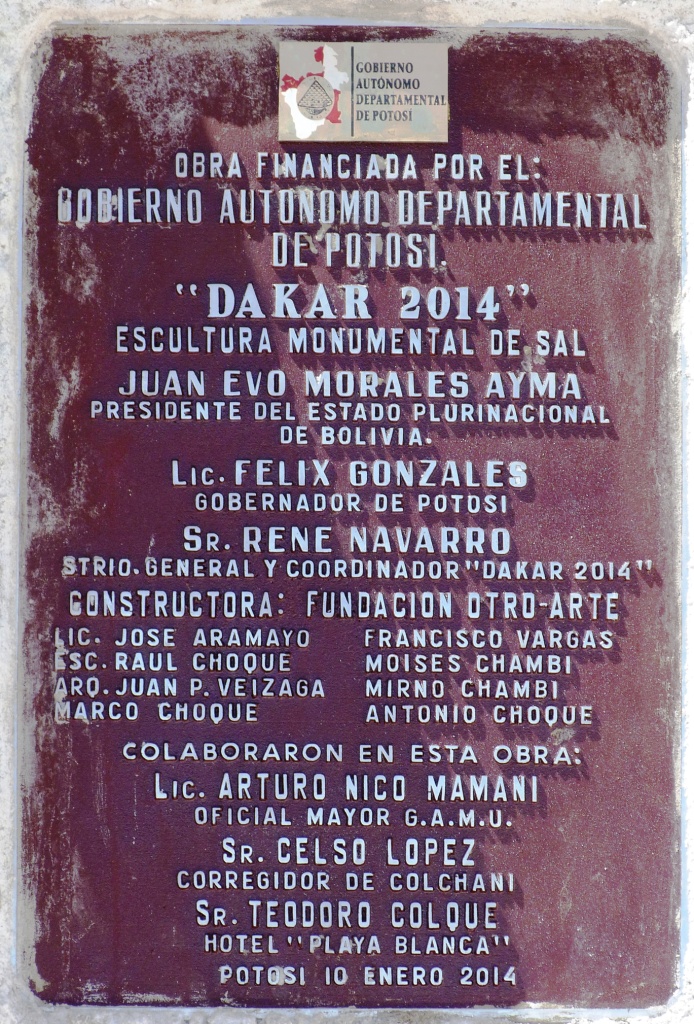 GOBIERNO
AUTÓNOMO
DEPARTAMENTAL
DE POTOSI
OBRA FINANCIADA POR EL:
GOBIERNO AUTONOMO DEPARTAMENTAL
DE POTOSI.
"DAKAR 2014"
ESCULTURA MONUMENTAL DE SAL
JUAN EVO MORALES AYMA
PRESIDENTE DEL ESTADO PLURINACIONAL
DE BOLIVIA.
Lic. FELIX GONZALES
GOBERNADOR DE POTOSI
Sr. RENE NAVARRO
STRIO. GENERAL Y COORDINADOR "DAKAR 2014"
CONSTRUCTORA: FUNDACION OTRO-ARTE
LIC. JOSE ARAMAYO FRANCISCO VARGAS
ESC. RAUL CHOQUE MOISES CHAMBI
ARQ. JUAN P. VEIZAGA MIRNO CHAMBI
MARCO CHOQUE ANTONIO CHOQUE
COLABORARON EN ESTA OBRA:
Lic. ARTURO NICO MAMANI
OFICIAL MAYOR G.A.M.U.
Sr. CELSO LOPEZ
CORREGIDOR DE COLCHANI
Sr. TEODORO COLQUE
HOTEL "PLAYA BLANCA"
POTOSI 10 ENERO 2014